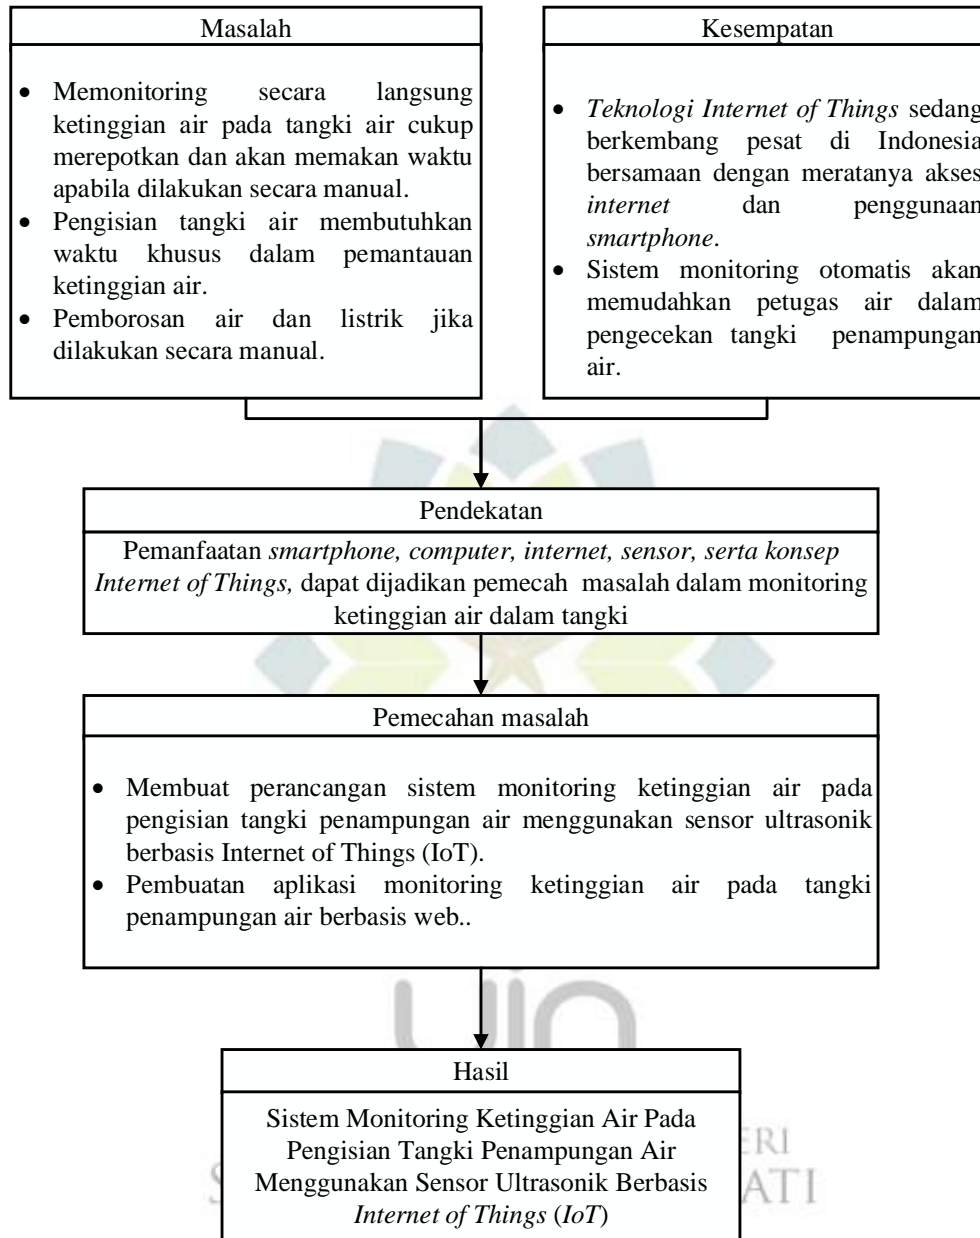 Masalah
• Memonitoring secara langsung
ketinggian air pada tangki air cukup
merepotkan dan akan memakan waktu
apabila dilakukan secara manual.
• Pengisian tangki air membutuhkan
waktu khusus dalam pemantauan
ketinggian air.
• Pemborosan air dan listrik jika
dilakukan secara manual.
Kesempatan
• Teknologi Internet of Things sedang
berkembang pesat di Indonesia
bersamaan dengan meratanya akses
internet dan penggunaan
smartphone.
• Sistem monitoring otomatis akan
memudahkan petugas air dalam
pengecekan tangki penampungan
air.
Pendekatan
Pemanfaatan smartphone, computer, internet, sensor, serta konsep
Internet of Things, dapat dijadikan pemecah masalah dalam monitoring
ketinggian air dalam tangki
Pemecahan masalah
• Membuat perancangan sistem monitoring ketinggian air pada
pengisian tangki penampungan air menggunakan sensor ultrasonik
berbasis Internet of Things (IoT).
• Pembuatan aplikasi monitoring ketinggian air pada tangki
penampungan air berbasis web..
uin
Hasil
Sistem Monitoring Ketinggian Air Pada
Pengisian Tangki Penampungan Air
Menggunakan Sensor Ultrasonik Berbasis
Internet of Things (IoT)
ERI
S ATI